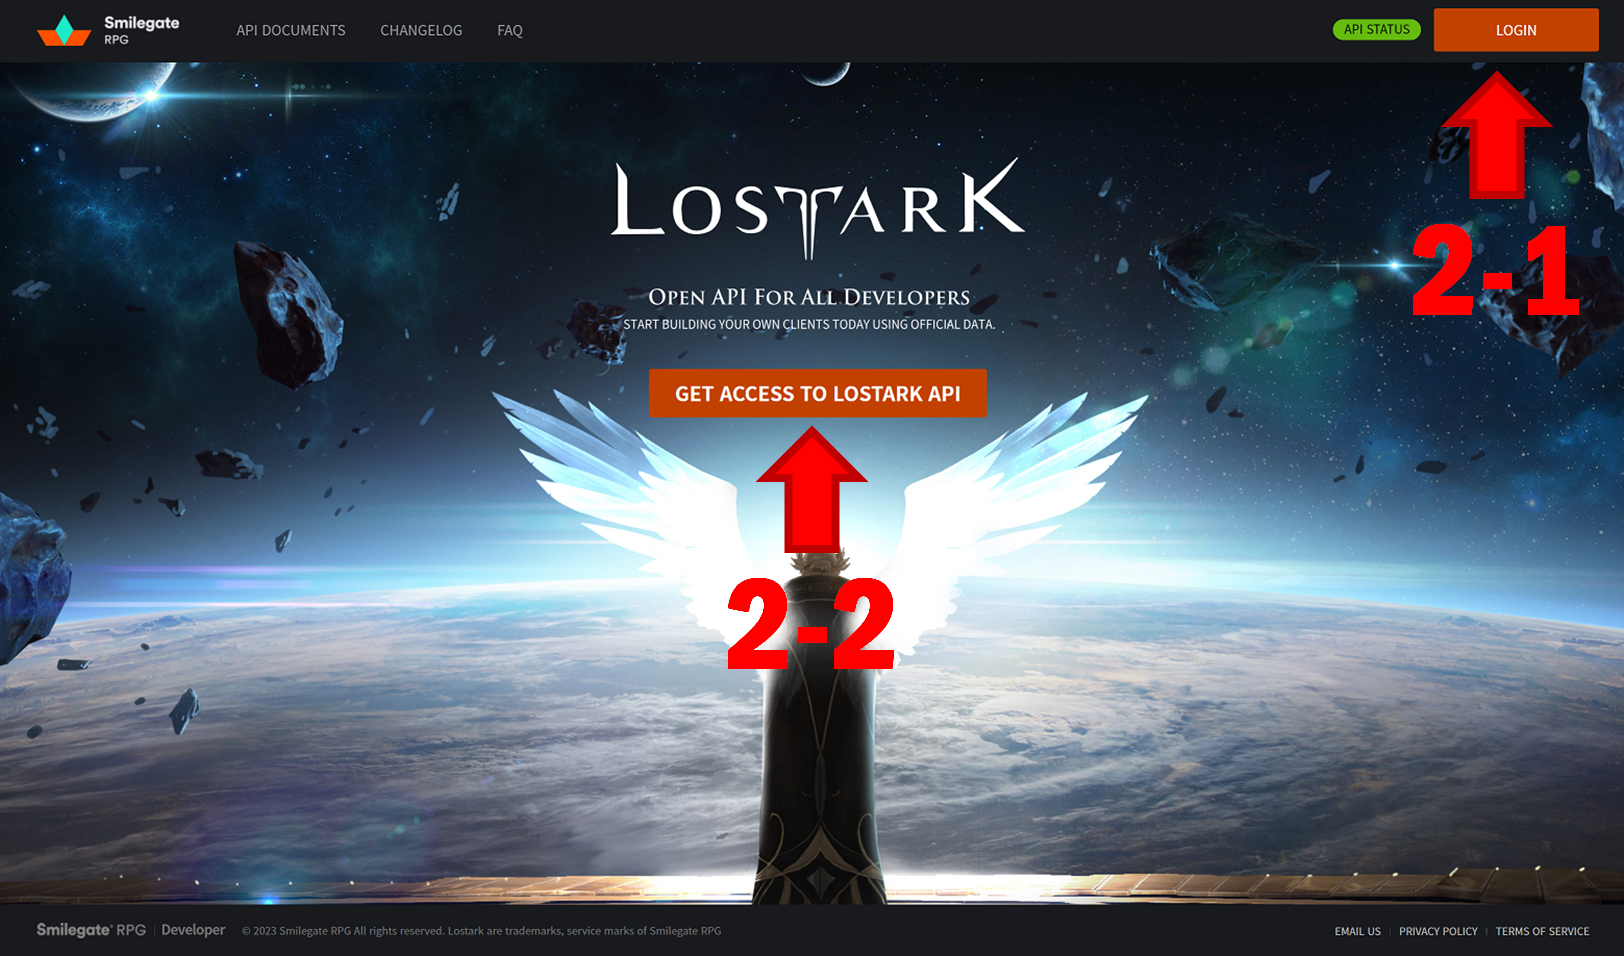 Smilegate
RPG
API DOCUMENTS
CHANGELOG
FAQ
API STATUS
LOGIN
2-1
LOSTARK
OPEN API FOR ALL DEVELOPERS
START BUILDING YOUR OWN CLIENTS TODAY USING OFFICIAL DATA.
GET ACCESS TO LOSTARK API
2-2
Smilegate RPG | Developer © 2023 Smilegate RPG All rights reserved. Lostark are trademarks, service marks of Smilegate RPG
EMAIL US | PRIVACY POLICY | TERMS OF SERVICE